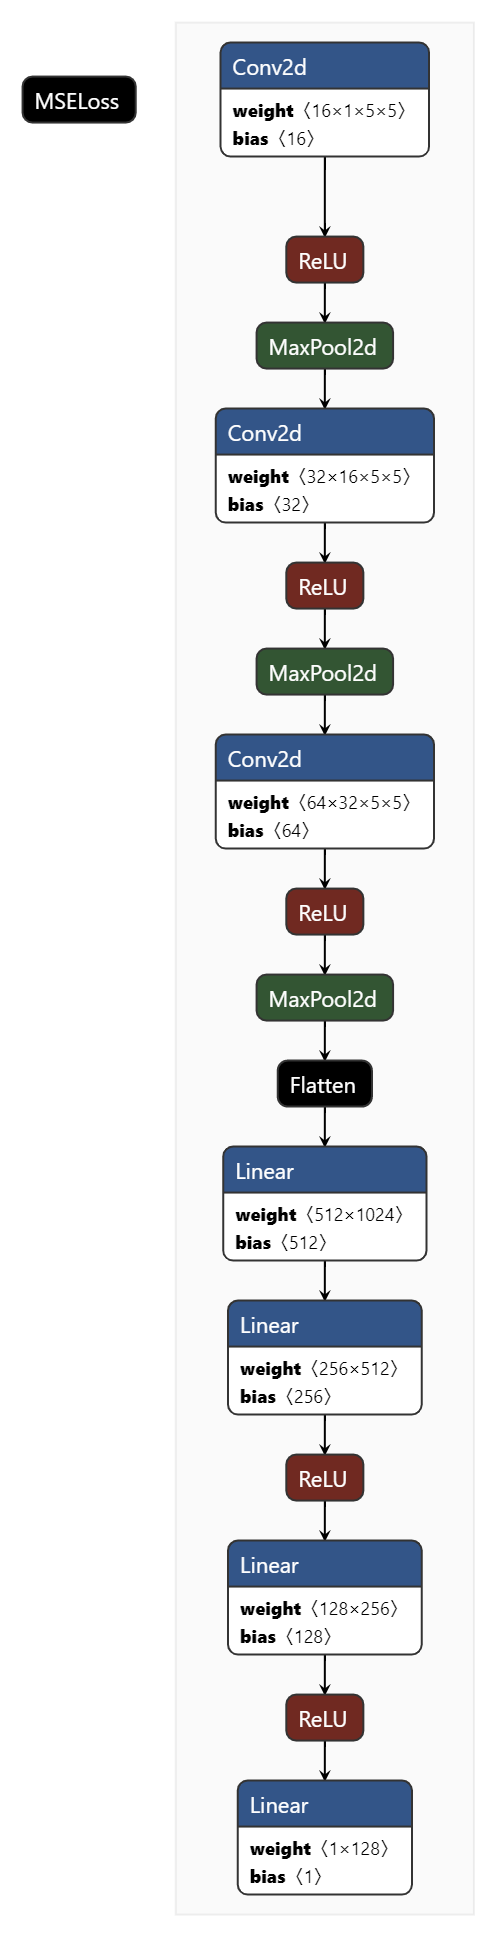 MSELoss
Conv2d
weight〈16×1×5×5〉
bias〈16〉
ReLU
MaxPool2d
Conv2d
weight〈32×16×5×5〉
bias〈32〉
ReLU
MaxPool2d
Conv2d
weight〈64×32×5×5〉
bias〈64〉
ReLU
MaxPool2d
Flatten
Linear
weight〈512×1024〉
bias〈512〉
Linear
weight〈256×512〉
bias〈256〉
ReLU
Linear
weight〈128×256〉
bias〈128〉
ReLU
Linear
weight〈1×128〉
bias〈1〉